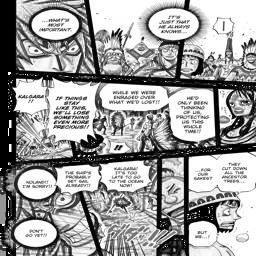 ...WHAT'S
MOST
IMPORTANT.
IT'S
JUST THAT
HE ALWAYS
KNOWS...
!
KALGARA
!!
IF THINGS
STAY
LIKE THIS,
WE'LL LOSE
SOMETHING
EVEN MORE
PRECIOUS!!
WHILE WE WERE
ENRAGED OVER
WHAT WE'D LOST!!
HE'D
ONLY BEEN
THINKING
OF US,
PROTECTING
US THIS
WHOLE
TIME!!
!!
NOLAND!!
I'M SORRY!!
DON'T
GO YET!!
THE SHIP'S
PROBABLY
SET SAIL
ALREADY!!
KALGARA!
IT'S TOO
LATE TO GO
TO THE OCEAN
NOW!
...FOR
OUR
SAKES?
THEY
CUT DOWN
ALL THE
ANCESTOR
TREES...
BUT
WE...!